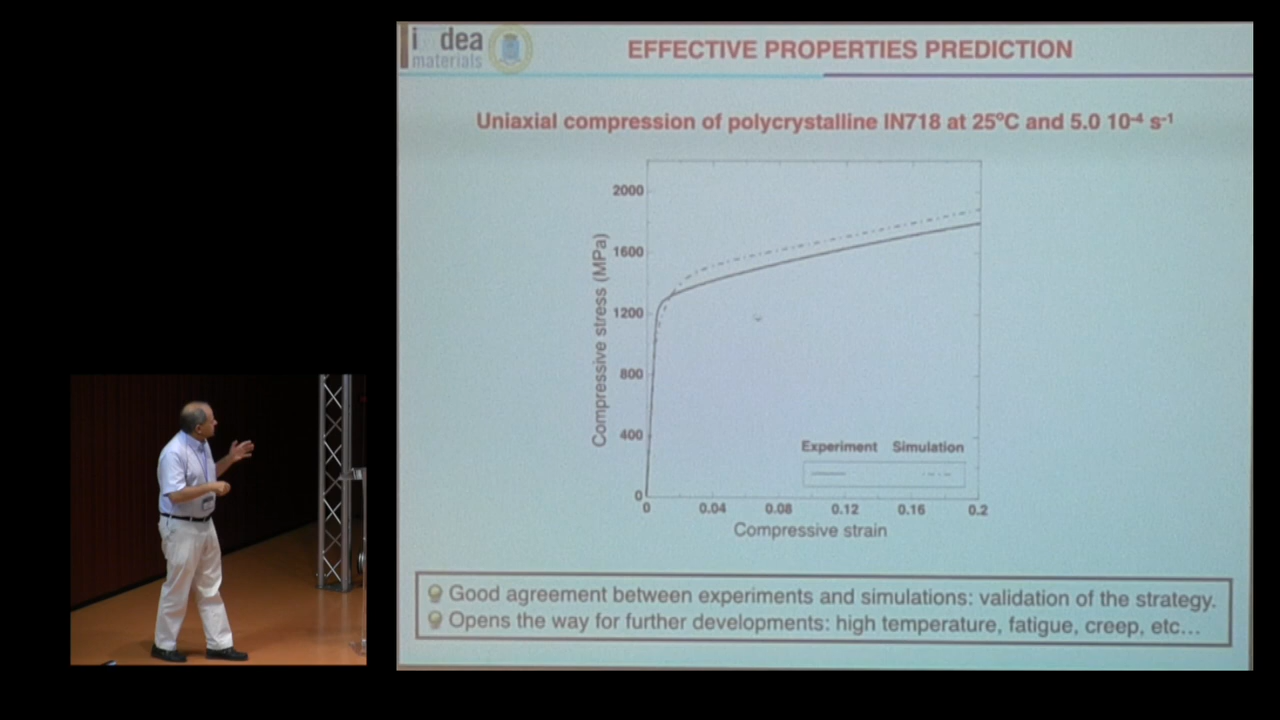 i dea
materials
EFFECTIVE PROPERTIES PREDICTION
Uniaxial compression of polycrystalline IN718 at 25ºC and 5.0 10⁻⁴ s⁻¹
2000
1600
1200
800
400
0
Compressive stress (MPa)
Experiment Simulation
0 0.04 0.08 0.12 0.16 0.2
Compressive strain
Good agreement between experiments and simulations: validation of the strategy.
Opens the way for further developments: high temperature, fatigue, creep, etc...